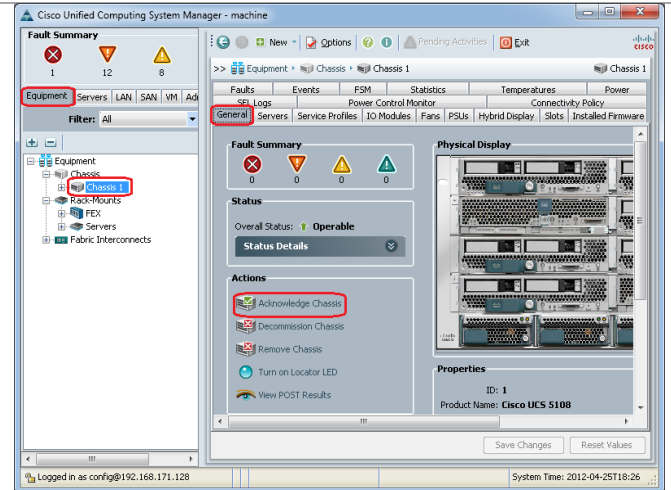 Cisco Unified Computing System Manager - machine
Fault Summary
1 12 8
Equipment Servers LAN SAN VM Adi
Filter: All
Equipment
Chassis
Chassis 1
Rack-Mounts
FEX
Servers
Fabric Interconnects
New Options Pending Activities Exit
CISCO
>> Equipment Chassis Chassis 1 Chassis 1
Faults Events FSM Statistics Temperatures Power
SEL Logs Power Control Monitor Connectivity Policy
General Servers Service Profiles IO Modules Fans PSUs Hybrid Display Slots Installed Firmware
Fault Summary
0 0 0 0
Status
Overall Status: Operable
Status Details
Actions
Acknowledge Chassis
Decommission Chassis
Remove Chassis
Turn on Locator LED
View POST Results
Physical Display
Properties
ID: 1
Product Name: Cisco UCS 5108
Save Changes Reset Values
Logged in as config@192.168.171.128
System Time: 2012-04-25T18:26